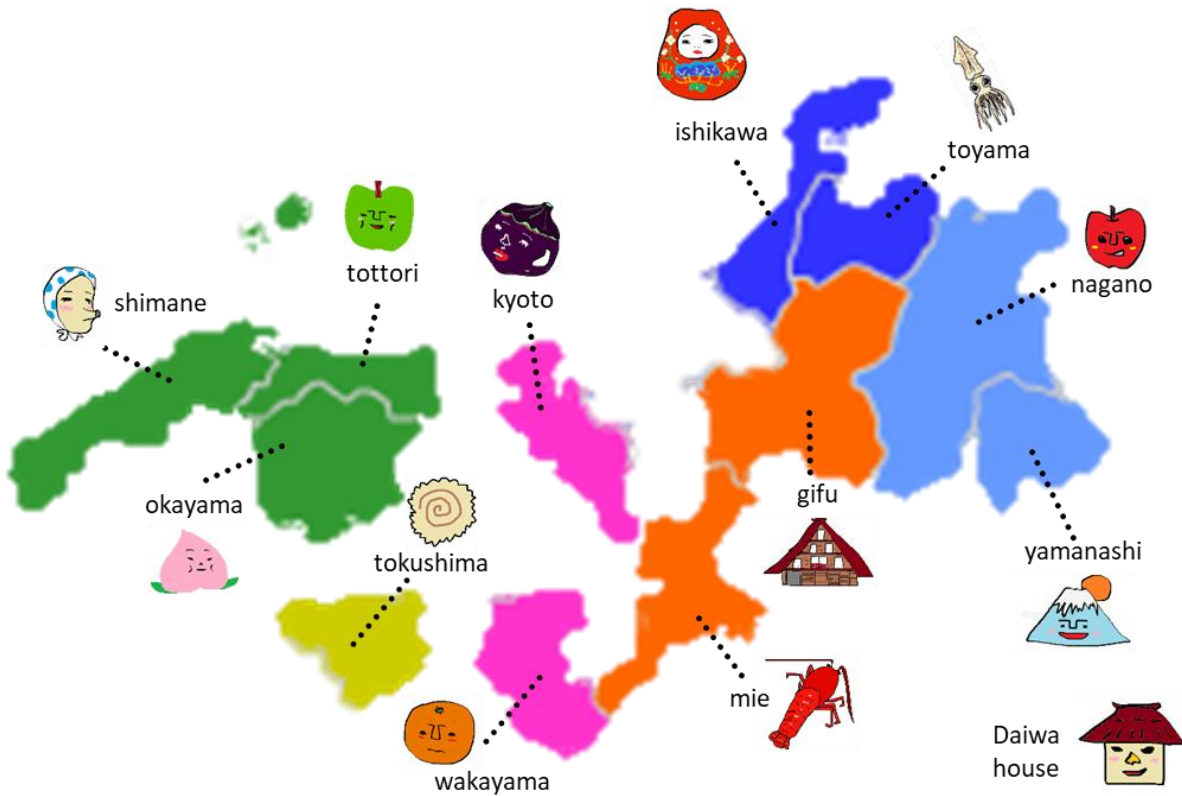 ishikawa
toyama
tottori
nagano
kyoto
shimane
okayama
gifu
tokushima
yamanashi
mie
wakayama
Daiwa
house